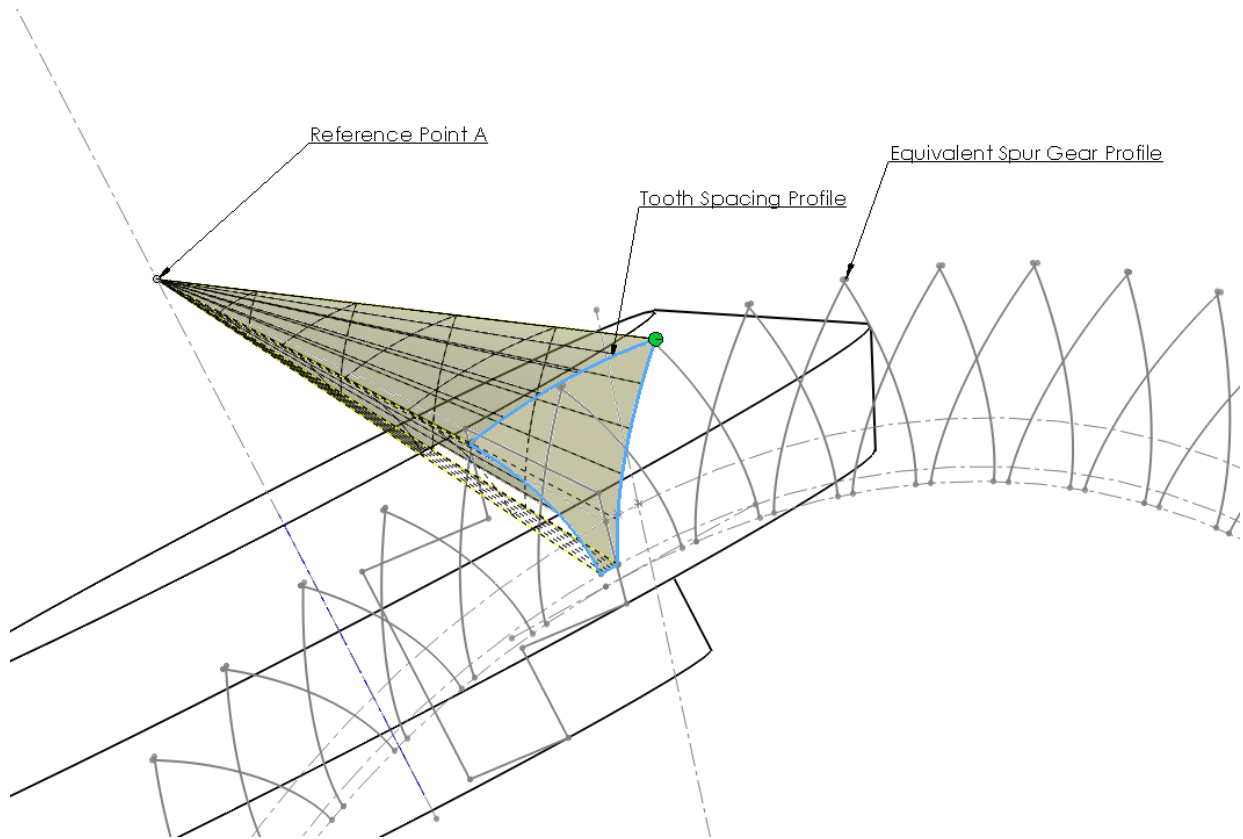 Reference Point A
Equivalent Spur Gear Profile
Tooth Spacing Profile